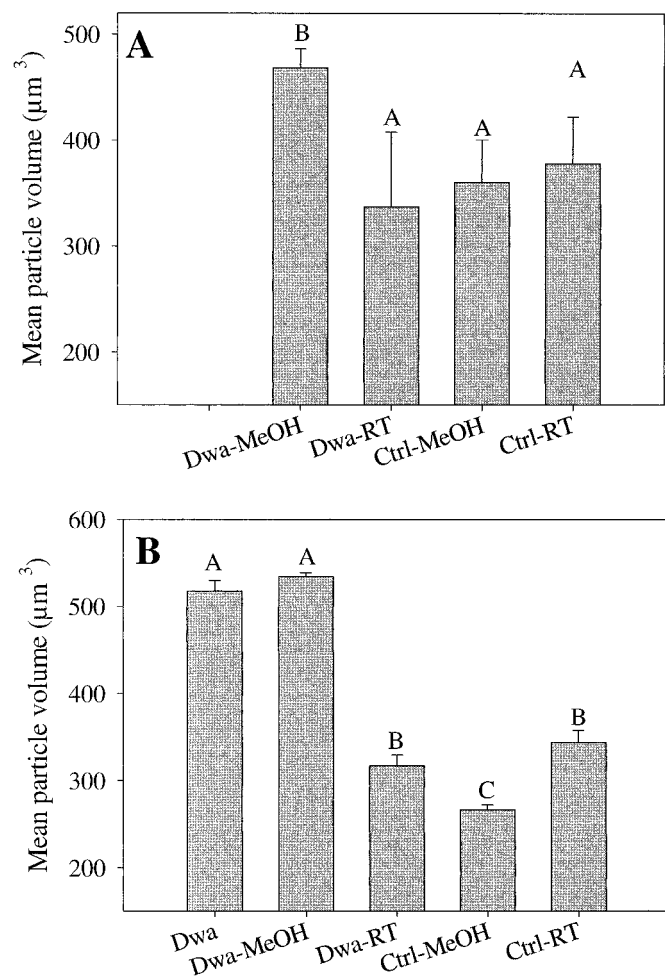 A
Mean particle volume (µm³)
500
400
300
200
B
A
A
A
Dwa-MeOH
Dwa-RT
Ctrl-MeOH
Ctrl-RT
B
Mean particle volume (µm³)
600
500
400
300
200
A
A
B
C
B
Dwa
Dwa-MeOH
Dwa-RT
Ctrl-MeOH
Ctrl-RT